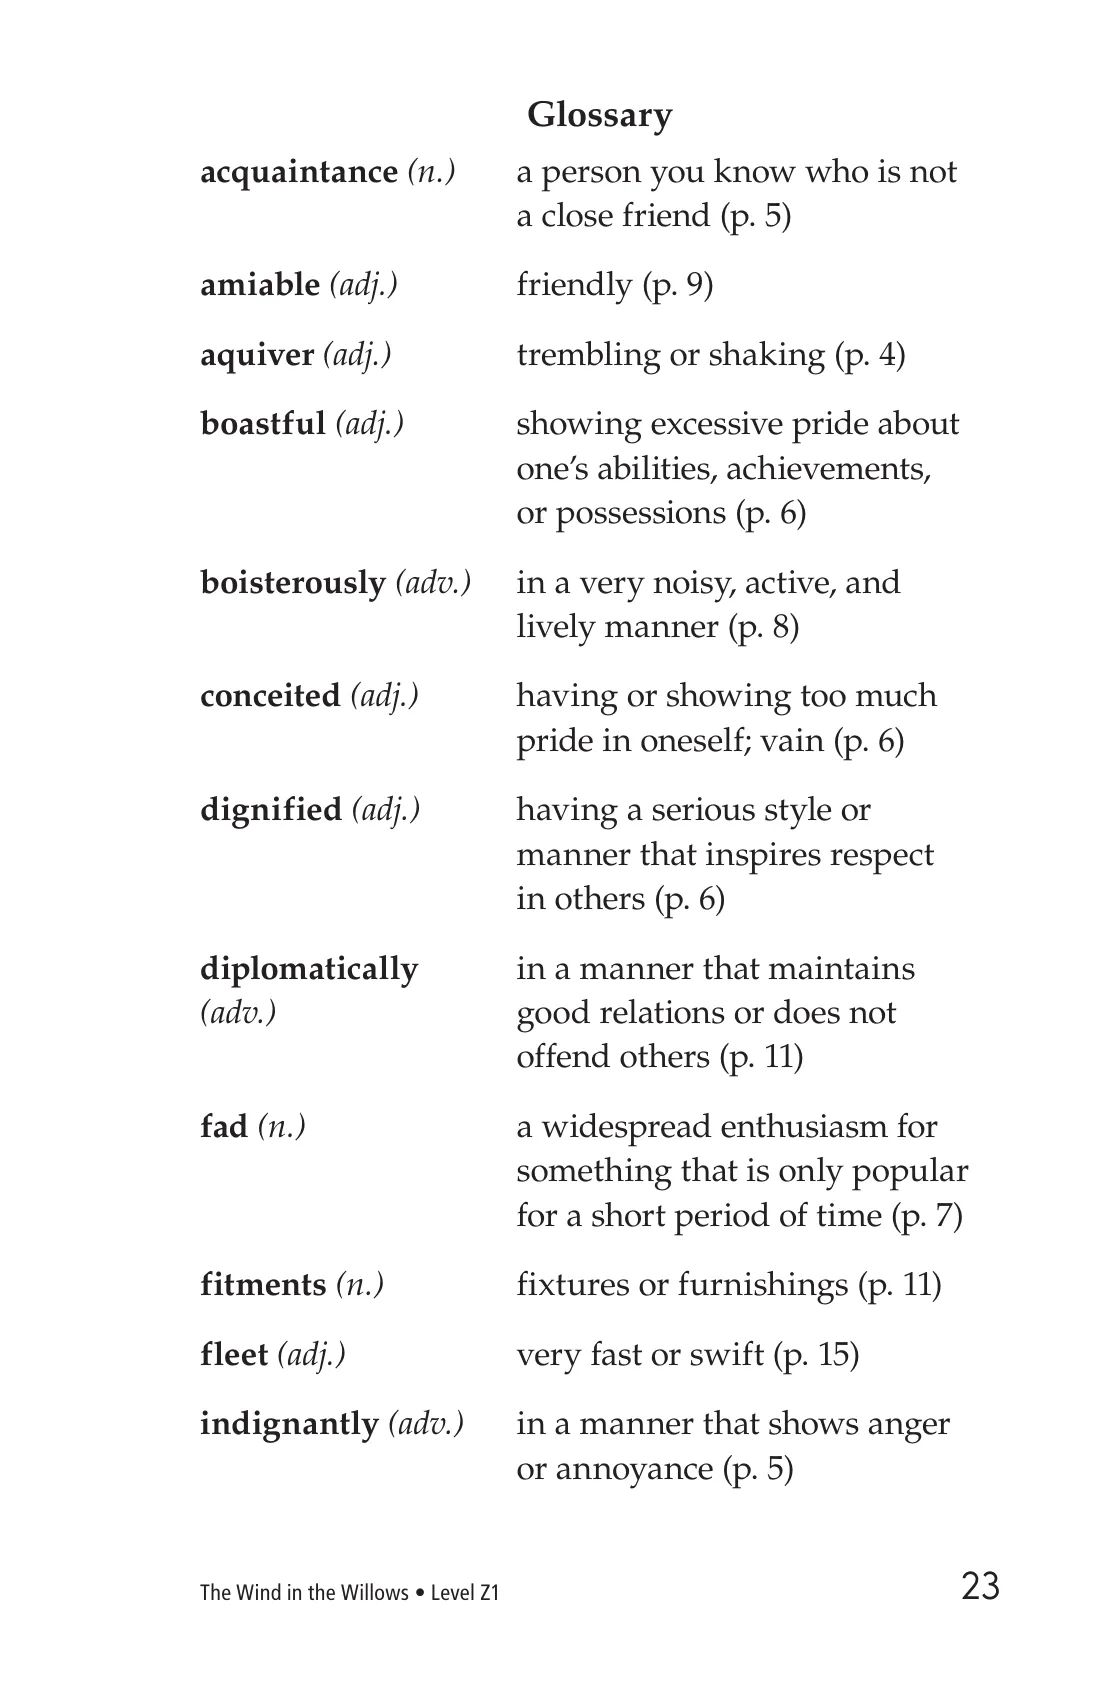 Glossary
acquaintance (n.) a person you know who is not
a close friend (p. 5)
amiable (adj.) friendly (p. 9)
aquiver (adj.) trembling or shaking (p. 4)
boastful (adj.) showing excessive pride about
one’s abilities, achievements,
or possessions (p. 6)
boisterously (adv.) in a very noisy, active, and
lively manner (p. 8)
conceited (adj.) having or showing too much
pride in oneself; vain (p. 6)
dignified (adj.) having a serious style or
manner that inspires respect
in others (p. 6)
diplomatically in a manner that maintains
(adv.) good relations or does not
offend others (p. 11)
fad (n.) a widespread enthusiasm for
something that is only popular
for a short period of time (p. 7)
fitments (n.) fixtures or furnishings (p. 11)
fleet (adj.) very fast or swift (p. 15)
indignantly (adv.) in a manner that shows anger
or annoyance (p. 5)
The Wind in the Willows • Level Z1 23